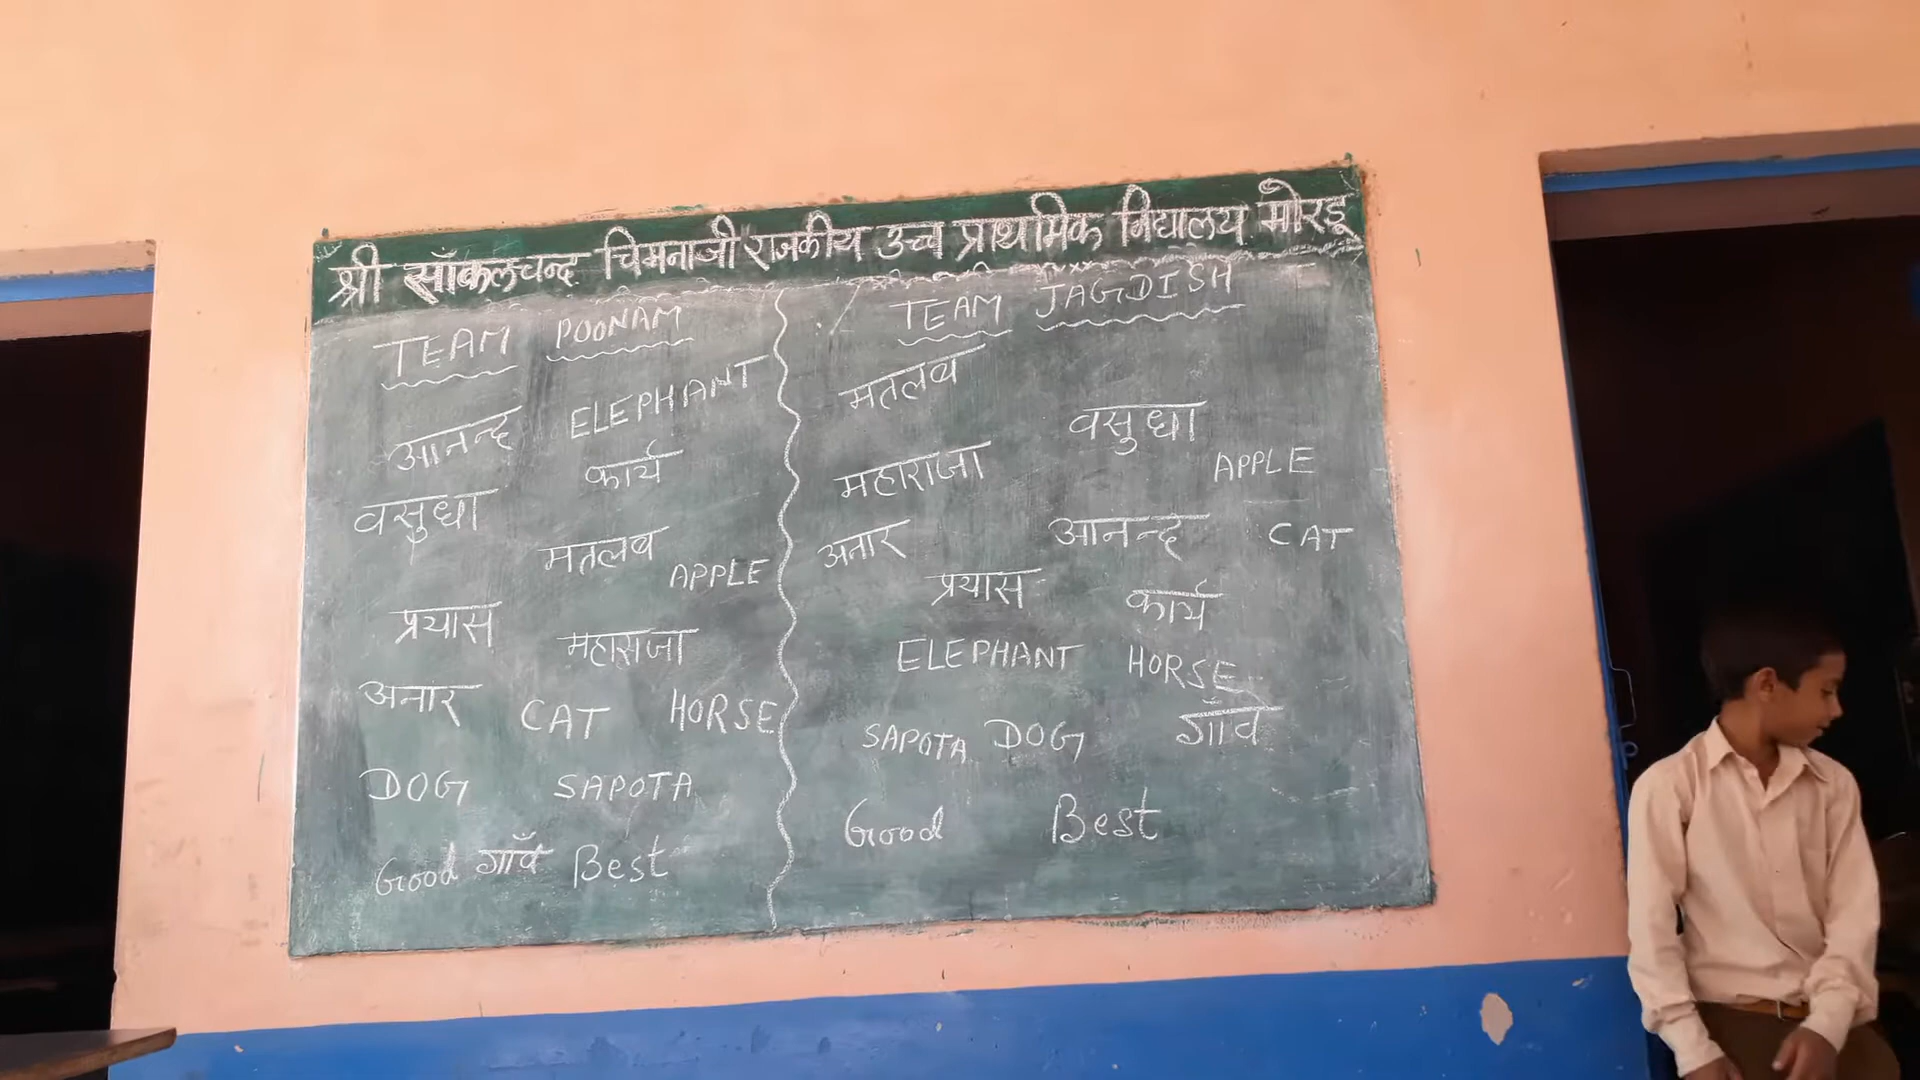 श्री साँकलचन्द चिमनाजी राजकीय उच्च प्राथमिक विद्यालय मोरडू
TEAM POONAM
आनन्द ELEPHANT
कार्य
वसुधा
मतलब APPLE
प्रयास महाराजा
अनार CAT HORSE
DOG SAPOTA
Good गाँव Best
TEAM JAGDISH
मतलब
वसुधा
महाराजा APPLE
अनार आनन्द CAT
प्रयास कार्य
ELEPHANT HORSE
SAPOTA DOG गाँव
Good Best